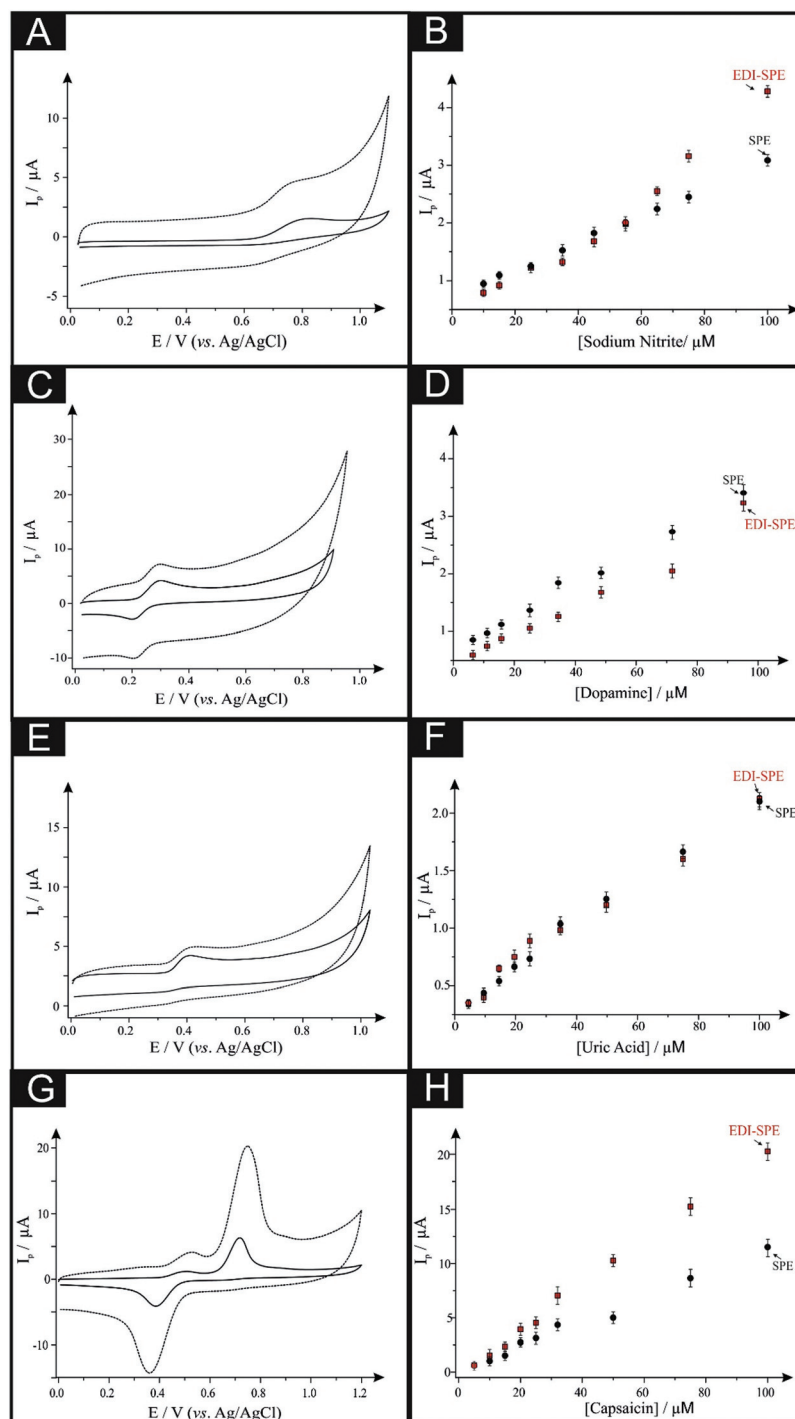 A
I_p / µA
10
5
0
-5
0.0
0.2
0.4
0.6
0.8
1.0
E / V (vs. Ag/AgCl)
B
I_p / µA
4
3
2
1
EDI-SPE
SPE
0
20
40
60
80
100
[Sodium Nitrite/ µM
C
I_p / µA
30
20
10
0
-10
0.0
0.2
0.4
0.6
0.8
1.0
E / V (vs. Ag/AgCl)
D
I_p / µA
4
3
2
1
SPE
EDI-SPE
0
20
40
60
80
100
[Dopamine] / µM
E
I_p / µA
15
10
5
0
0.0
0.2
0.4
0.6
0.8
1.0
E / V (vs. Ag/AgCl)
F
I_p / µA
2.0
1.5
1.0
0.5
EDI-SPE
SPE
0
20
40
60
80
100
[Uric Acid] / µM
G
I_p / µA
20
10
0
-10
0.0
0.2
0.4
0.6
0.8
1.0
1.2
E / V (vs. Ag/AgCl)
H
I_p / µA
20
15
10
5
0
EDI-SPE
SPE
0
20
40
60
80
100
[Capsaicin] / µM